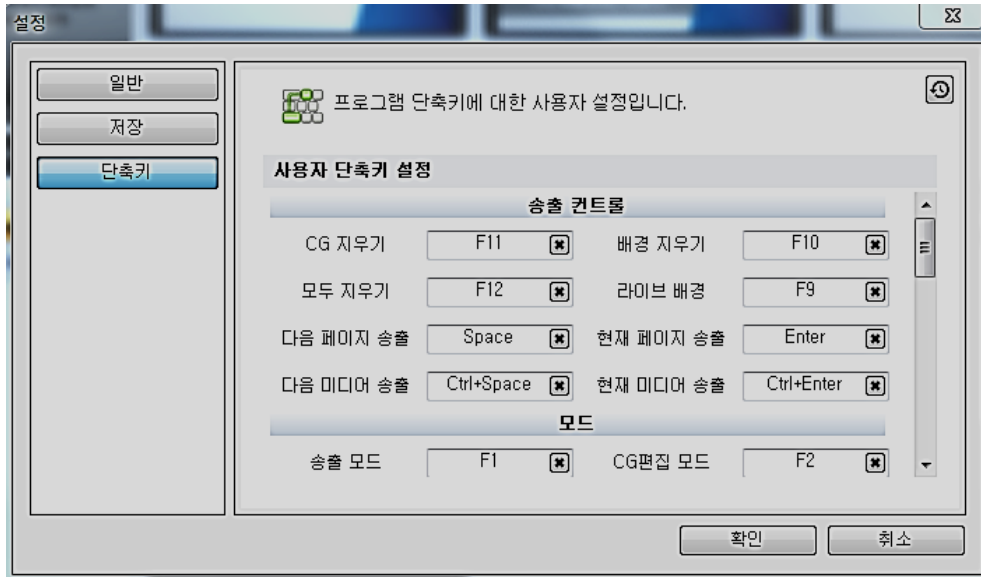 설정
일반
저장
단축키
프로그램 단축키에 대한 사용자 설정입니다.
사용자 단축키 설정
송출 컨트롤
CG 지우기 F11 배경 지우기 F10
모두 지우기 F12 라이브 배경 F9
다음 페이지 송출 Space 현재 페이지 송출 Enter
다음 미디어 송출 Ctrl+Space 현재 미디어 송출 Ctrl+Enter
모드
송출 모드 F1 CG편집 모드 F2
확인 취소